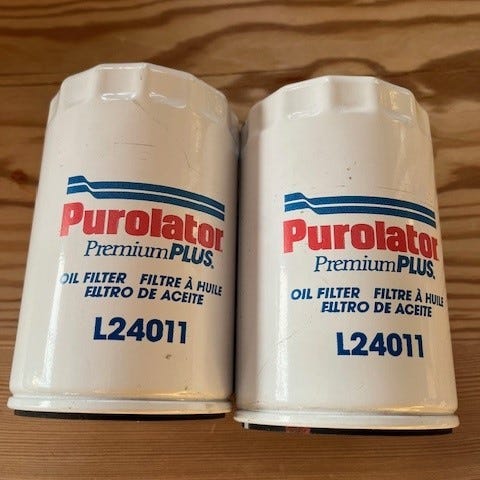 Purolator
PremiumPLUS®
OIL FILTER FILTRE À HUILE
FILTRO DE ACEITE
L24011
Purolator
PremiumPLUS®
OIL FILTER FILTRE À HUILE
FILTRO DE ACEITE
L24011